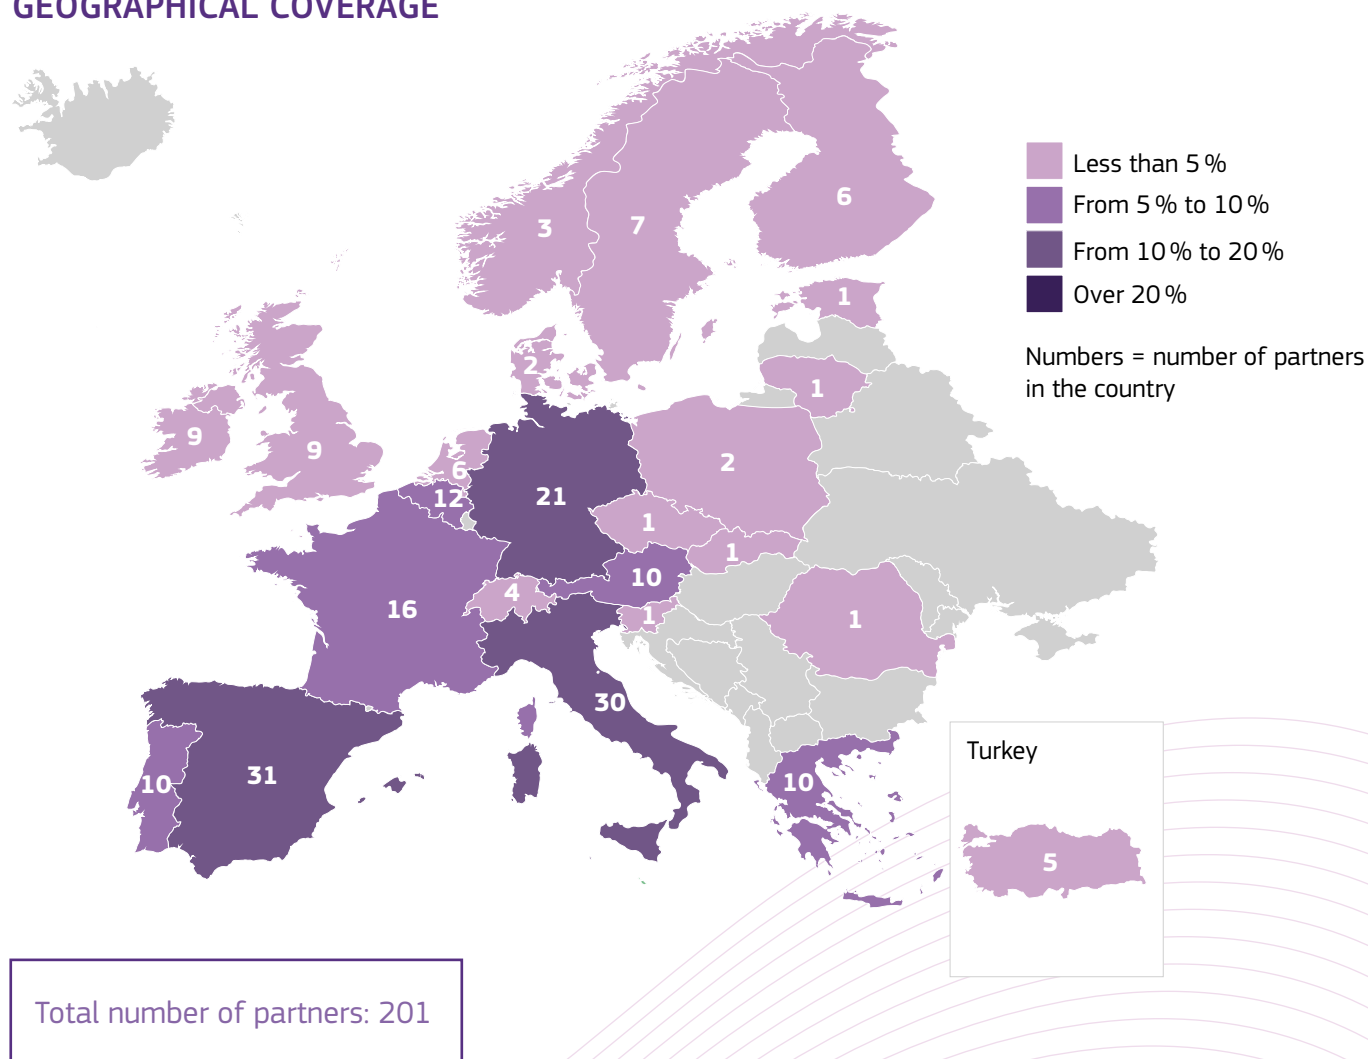 GEOGRAPHICAL COVERAGE
Less than 5 %
From 5 % to 10 %
From 10 % to 20 %
Over 20 %
Numbers = number of partners
in the country
6
3
7
1
2
1
9
9
6
2
12
21
1
1
10
4
16
1
1
30
31
10
10
Turkey
5
Total number of partners: 201